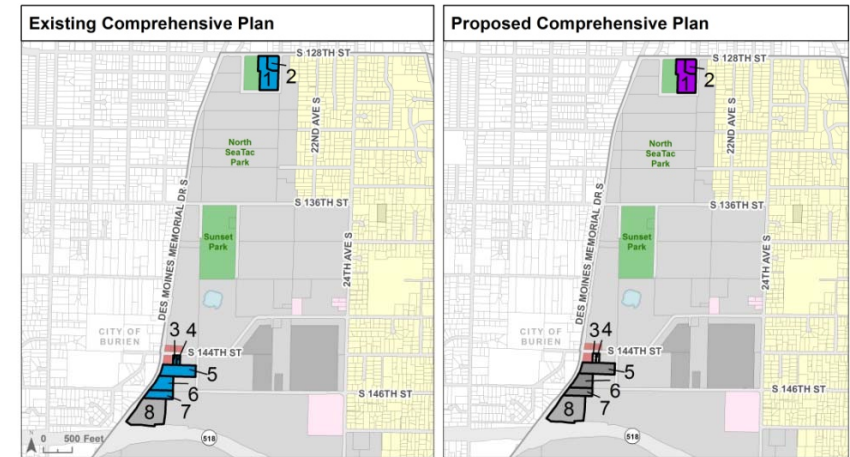 Existing Comprehensive Plan
S 128TH ST
1
2
22ND AVE S
North
SeaTac
Park
DES MOINES MEMORIAL DR S
S 136TH ST
Sunset
Park
24TH AVE S
CITY OF
BURIEN
3 4
S 144TH ST
5
6
S 146TH ST
7
8
N
0 500 Feet
518
Proposed Comprehensive Plan
S 128TH ST
1
2
22ND AVE S
North
SeaTac
Park
DES MOINES MEMORIAL DR S
S 136TH ST
Sunset
Park
24TH AVE S
CITY OF
BURIEN
3 4
S 144TH ST
5
6
S 146TH ST
7
8
518